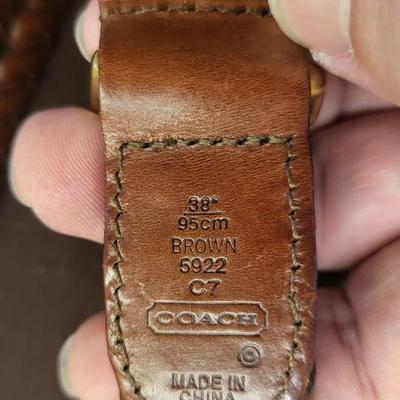 38"
95cm
BROWN
5922
C7
COACH
©
MADE IN
CHINA